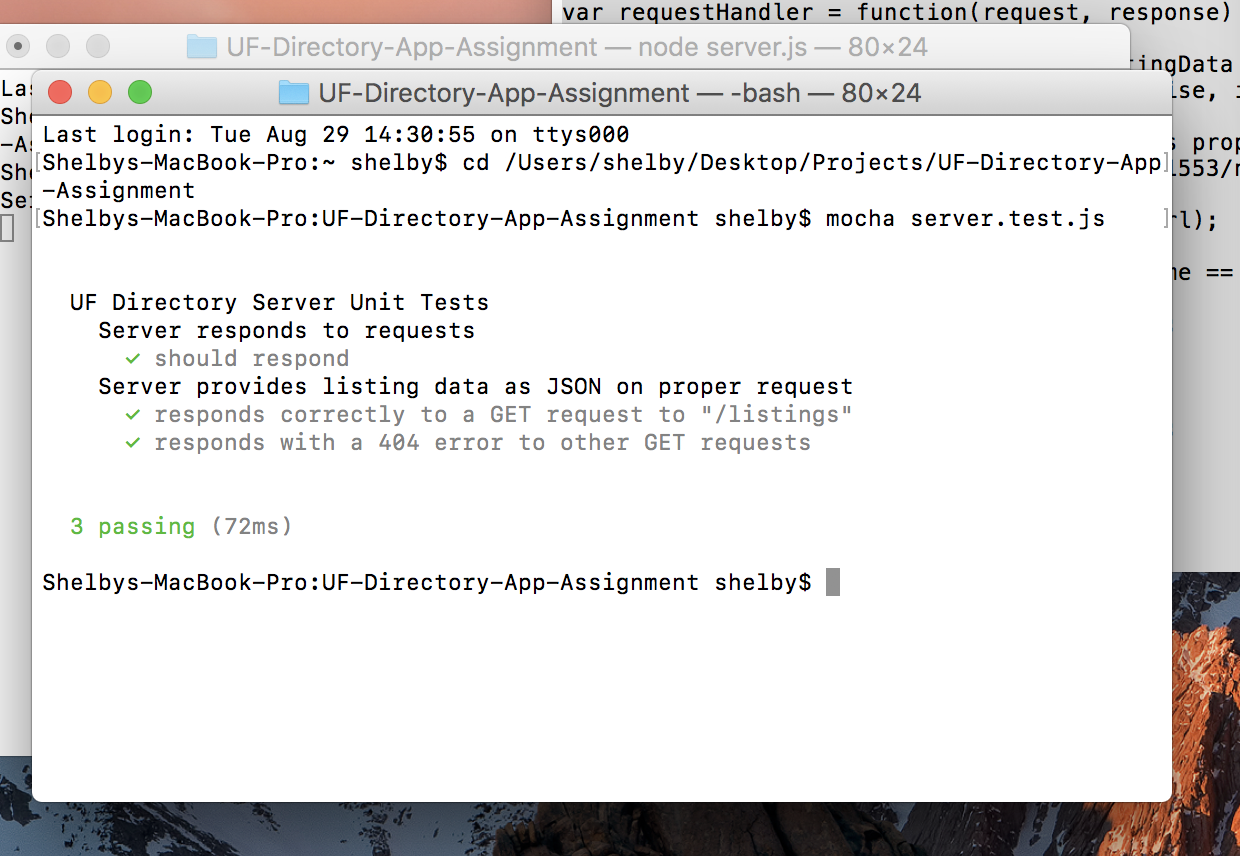 var requestHandler = function(request, response)
UF-Directory-App-Assignment — node server.js — 80×24
UF-Directory-App-Assignment — -bash — 80×24
Last login: Tue Aug 29 14:30:55 on ttys000
[Shelbys-MacBook-Pro:~ shelby$ cd /Users/shelby/Desktop/Projects/UF-Directory-App]
-Assignment
[Shelbys-MacBook-Pro:UF-Directory-App-Assignment shelby$ mocha server.test.js ]
UF Directory Server Unit Tests
Server responds to requests
✓ should respond
Server provides listing data as JSON on proper request
✓ responds correctly to a GET request to "/listings"
✓ responds with a 404 error to other GET requests
3 passing (72ms)
Shelbys-MacBook-Pro:UF-Directory-App-Assignment shelby$